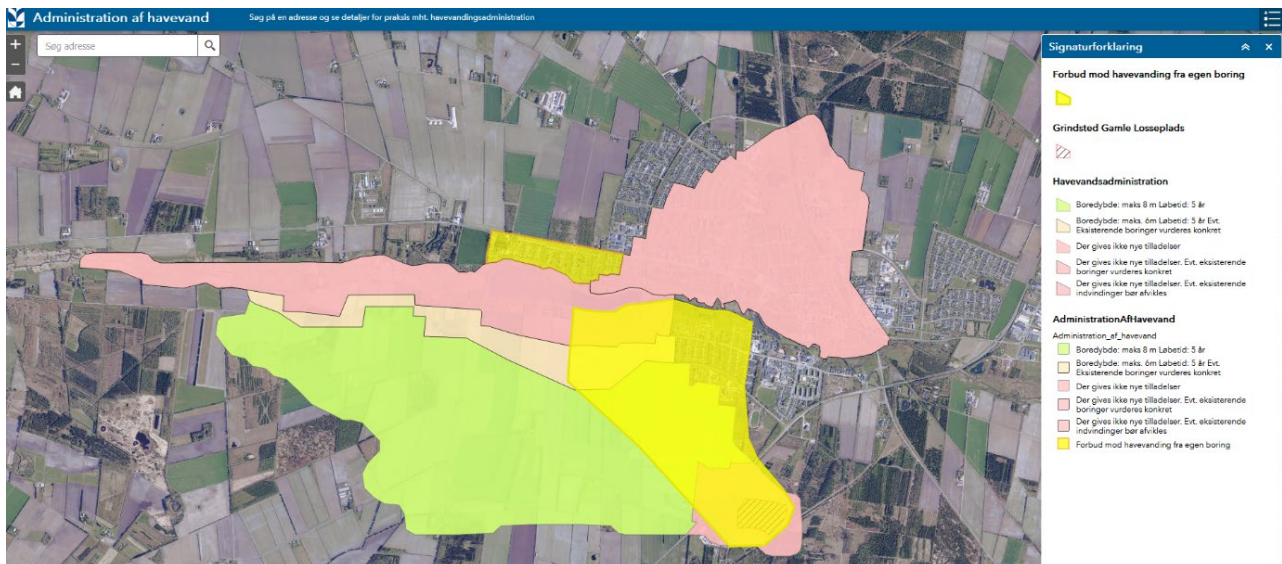 Administration af havevand
Søg på en adresse og se detaljer for praksis mht. havevandingsadministration
+
Søg adresse
−
Signaturforklaring
Forbud mod havevanding fra egen boring
Grindsted Gamle Losseplads
Havevandsadministration
Boredybde: maks 8 m Løbetid: 5 år
Boredybde: maks. 6m Løbetid: 5 år Evt.
Eksisterende boringer vurderes konkret
Der gives ikke nye tilladelser
Der gives ikke nye tilladelser. Evt. eksisterende
boringer vurderes konkret
Der gives ikke nye tilladelser. Evt. eksisterende
indvindinger bør afvikles
AdministrationAfHavevand
Administration_af_havevand
Boredybde: maks 8 m Løbetid: 5 år
Boredybde: maks. 6m Løbetid: 5 år Evt.
Eksisterende boringer vurderes konkret
Der gives ikke nye tilladelser
Der gives ikke nye tilladelser. Evt. eksisterende
boringer vurderes konkret
Der gives ikke nye tilladelser. Evt. eksisterende
indvindinger bør afvikles
Forbud mod havevanding fra egen boring